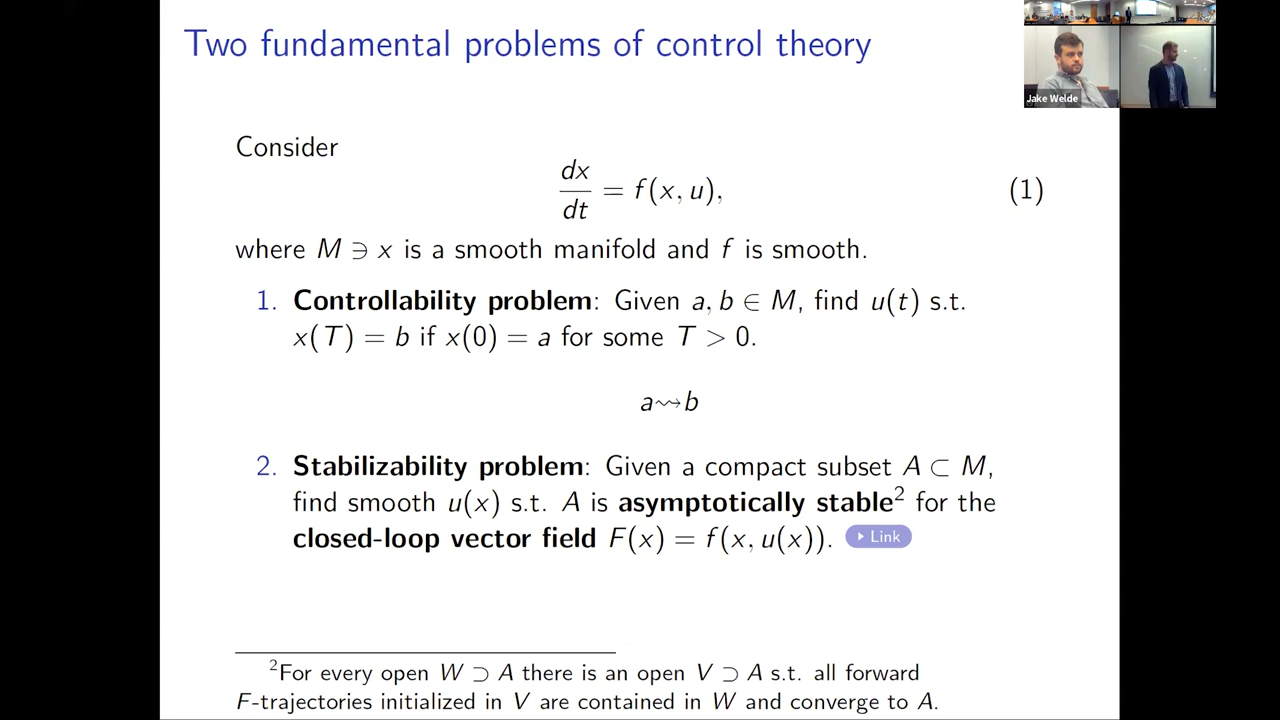 Two fundamental problems of control theory
Jake Welde
Consider
dx/dt = f(x, u), (1)
where M ∋ x is a smooth manifold and f is smooth.
1. Controllability problem: Given a, b ∈ M, find u(t) s.t.
x(T) = b if x(0) = a for some T > 0.
a⇝b
2. Stabilizability problem: Given a compact subset A ⊂ M,
find smooth u(x) s.t. A is asymptotically stable² for the
closed-loop vector field F(x) = f(x, u(x)). Link
²For every open W ⊃ A there is an open V ⊃ A s.t. all forward
F-trajectories initialized in V are contained in W and converge to A.